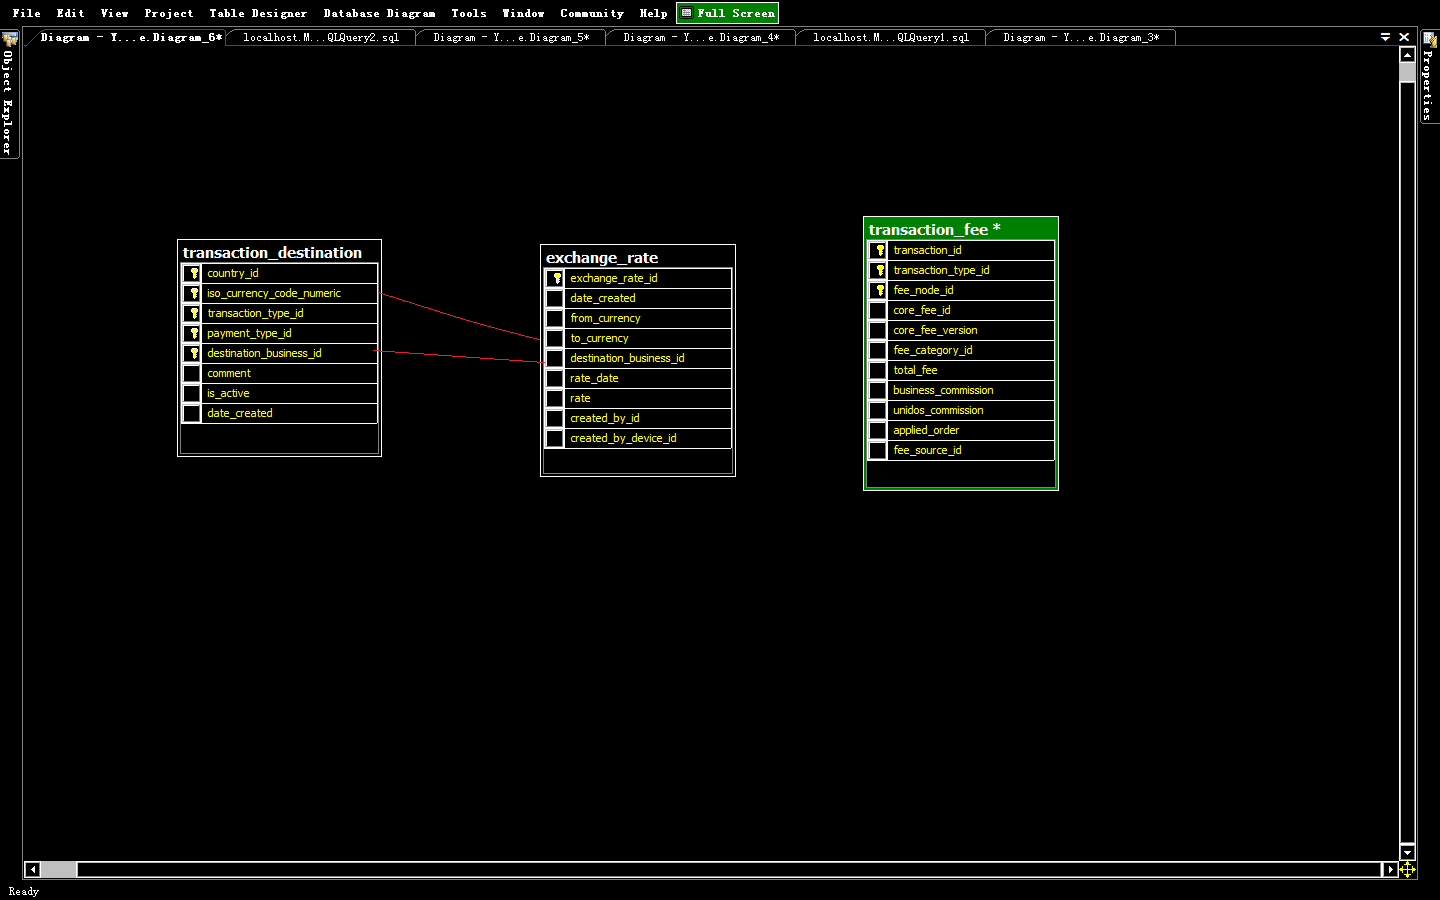 File Edit View Project Table Designer Database Diagram Tools Window Community Help Full Screen
Diagram - Y...e.Diagram_6* localhost.M...QLQuery2.sql Diagram - Y...e.Diagram_5* Diagram - Y...e.Diagram_4* localhost.M...QLQuery1.sql Diagram - Y...e.Diagram_3*
Object Explorer
Properties
transaction_destination
country_id
iso_currency_code_numeric
transaction_type_id
payment_type_id
destination_business_id
comment
is_active
date_created
exchange_rate
exchange_rate_id
date_created
from_currency
to_currency
destination_business_id
rate_date
rate
created_by_id
created_by_device_id
transaction_fee *
transaction_id
transaction_type_id
fee_node_id
core_fee_id
core_fee_version
fee_category_id
total_fee
business_commission
unidos_commission
applied_order
fee_source_id
Ready